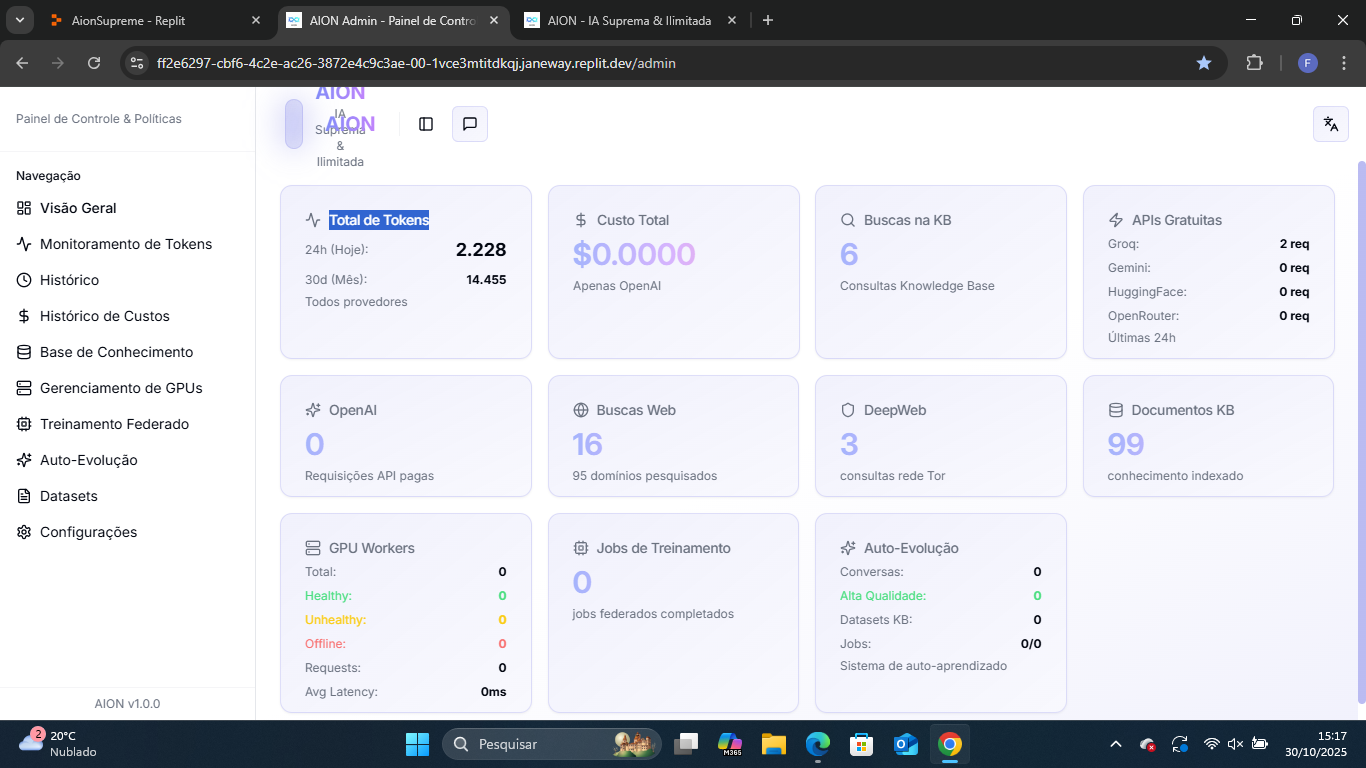 AionSupreme - Replit
AION Admin - Painel de Contro
AION - IA Suprema & Ilimitada
ff2e6297-cbf6-4c2e-ac26-3872e4c9c3ae-00-1vce3mtitdkqj.janeway.replit.dev/admin
F
Painel de Controle & Políticas
Navegação
Visão Geral
Monitoramento de Tokens
Histórico
Histórico de Custos
Base de Conhecimento
Gerenciamento de GPUs
Treinamento Federado
Auto-Evolução
Datasets
Configurações
AION v1.0.0
AION
AION
IA
Suprema
&
Ilimitada
Total de Tokens
24h (Hoje): 2.228
30d (Mês): 14.455
Todos provedores
Custo Total
$0.0000
Apenas OpenAI
Buscas na KB
6
Consultas Knowledge Base
APIs Gratuitas
Groq: 2 req
Gemini: 0 req
HuggingFace: 0 req
OpenRouter: 0 req
Últimas 24h
OpenAI
0
Requisições API pagas
Buscas Web
16
95 domínios pesquisados
DeepWeb
3
consultas rede Tor
Documentos KB
99
conhecimento indexado
GPU Workers
Total: 0
Healthy: 0
Unhealthy: 0
Offline: 0
Requests: 0
Avg Latency: 0ms
Jobs de Treinamento
0
jobs federados completados
Auto-Evolução
Conversas: 0
Alta Qualidade: 0
Datasets KB: 0
Jobs: 0/0
Sistema de auto-aprendizado
2
20°C
Nublado
Pesquisar
M365
15:17
30/10/2025